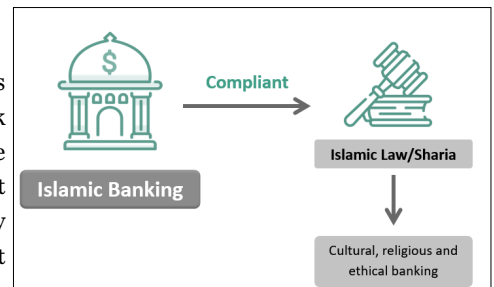 $
Compliant
Islamic Banking
Islamic Law/Sharia
Cultural, religious and
ethical banking